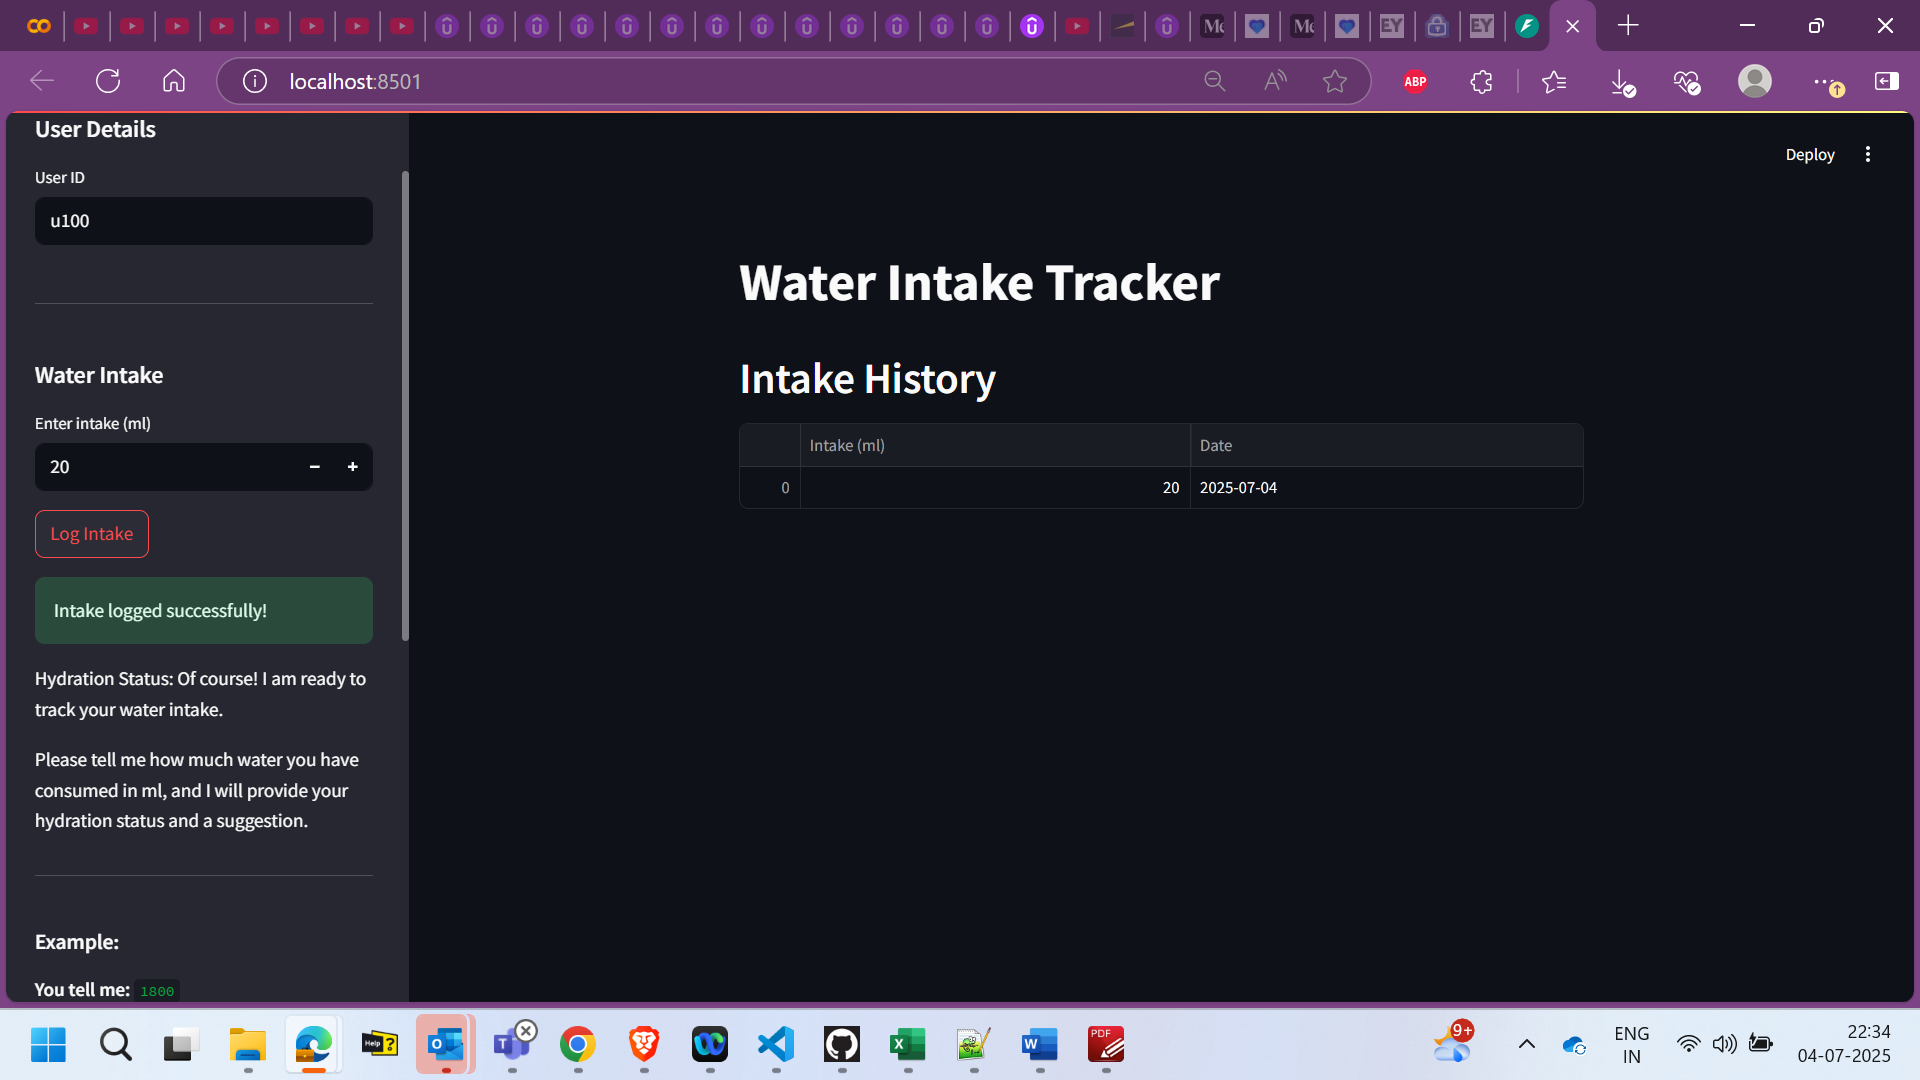 localhost:8501
ABP
User Details
User ID
u100
Water Intake
Enter intake (ml)
20
Log Intake
Intake logged successfully!
Hydration Status: Of course! I am ready to
track your water intake.
Please tell me how much water you have
consumed in ml, and I will provide your
hydration status and a suggestion.
Example:
You tell me: 1800
Deploy
Water Intake Tracker
Intake History
Intake (ml) Date
0 20 2025-07-04
EY
EY
Help ?
PDF
9+
ENG
IN
22:34
04-07-2025